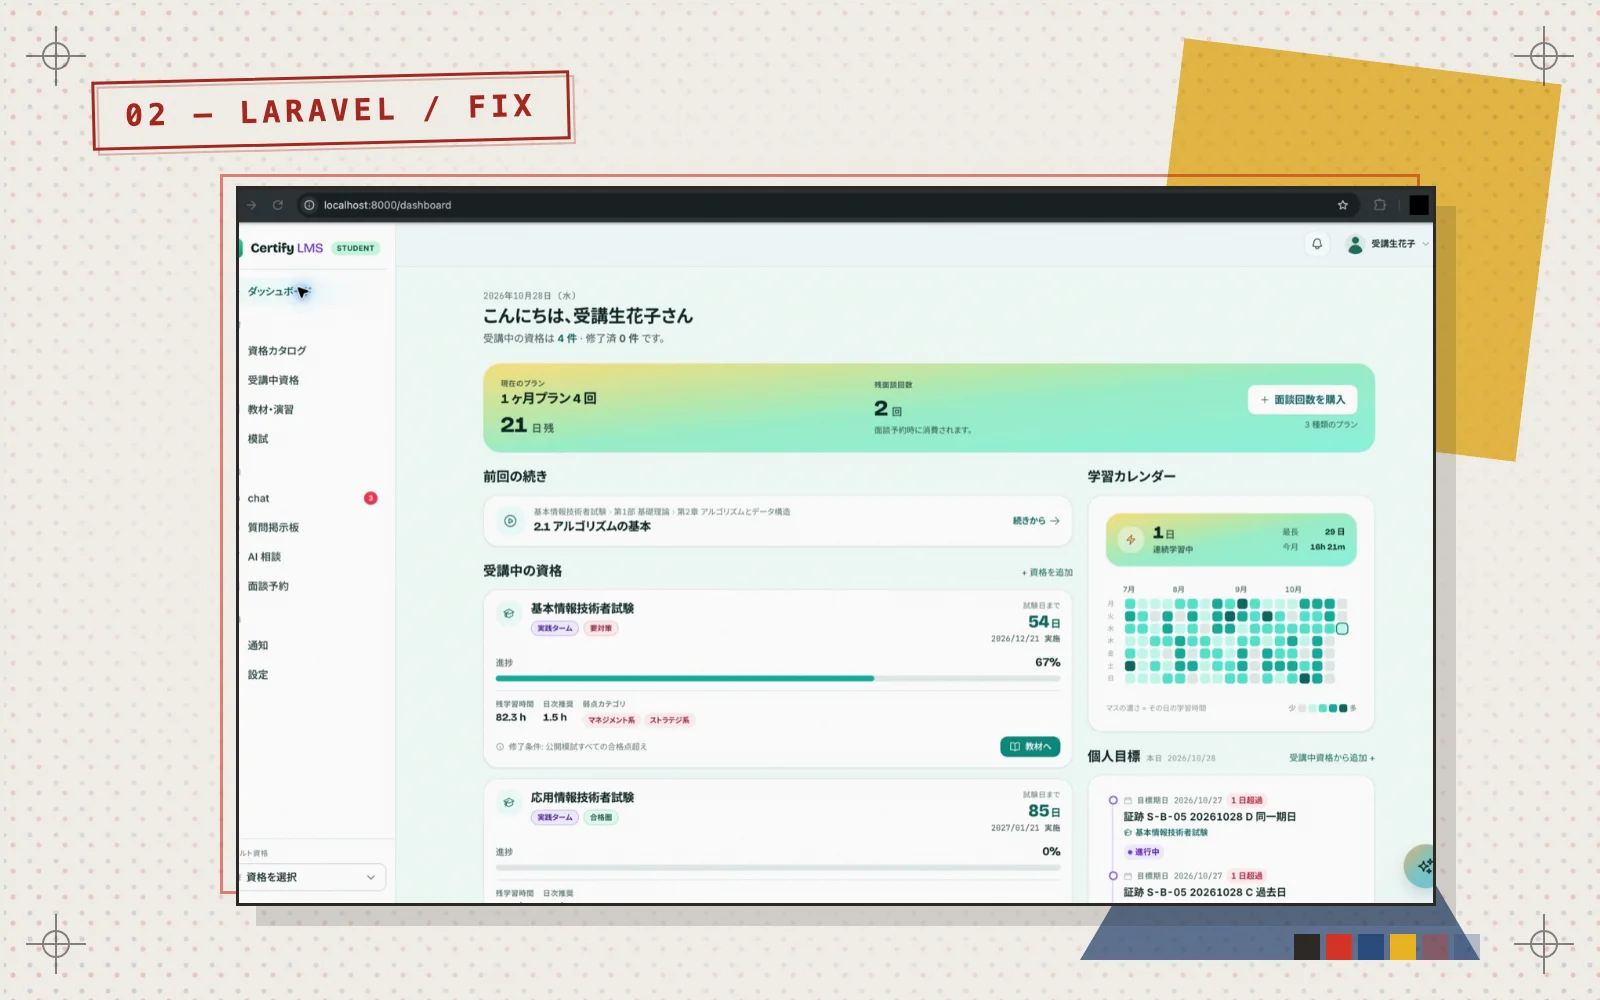 02 — LARAVEL / FIX
localhost:8000/dashboard
Certify LMS STUDENT
受講生花子
ダッシュボ
資格カタログ
受講中資格
教材・演習
模試
chat 3
質問掲示板
AI 相談
面談予約
通知
設定
ルト資格
資格を選択
2026年10月28日（水）
こんにちは、受講生花子さん
受講中の資格は 4 件 · 修了済 0 件 です。
現在のプラン
1ヶ月プラン4回
21 日残
残面談回数
2 回
面談予約時に消費されます。
+ 面談回数を購入
3 種類のプラン
前回の続き
基本情報技術者試験 › 第1部 基礎理論 › 第2章 アルゴリズムとデータ構造
2.1 アルゴリズムの基本
続きから →
受講中の資格
+ 資格を追加
基本情報技術者試験
実践ターム 要対策
試験日まで
54日
2026/12/21 実施
進捗 67%
残学習時間 日次推奨 弱点カテゴリ
82.3 h 1.5 h マネジメント系 ストラテジ系
修了条件: 公開模試すべての合格点超え
教材へ
応用情報技術者試験
実践ターム 合格圏
試験日まで
85日
2027/01/21 実施
進捗 0%
残学習時間 日次推奨
学習カレンダー
1日
連続学習中
最長 29 日
今月 16h 21m
7月 8月 9月 10月
月
火
水
木
金
土
日
マスの濃さ = その日の学習時間
少 多
個人目標 本日 2026/10/28
受講中資格から追加 +
目標期日 2026/10/27 1 日超過
証跡 S-B-05 20261028 D 同一期日
基本情報技術者試験
進行中
目標期日 2026/10/27 1 日超過
証跡 S-B-05 20261028 C 過去日